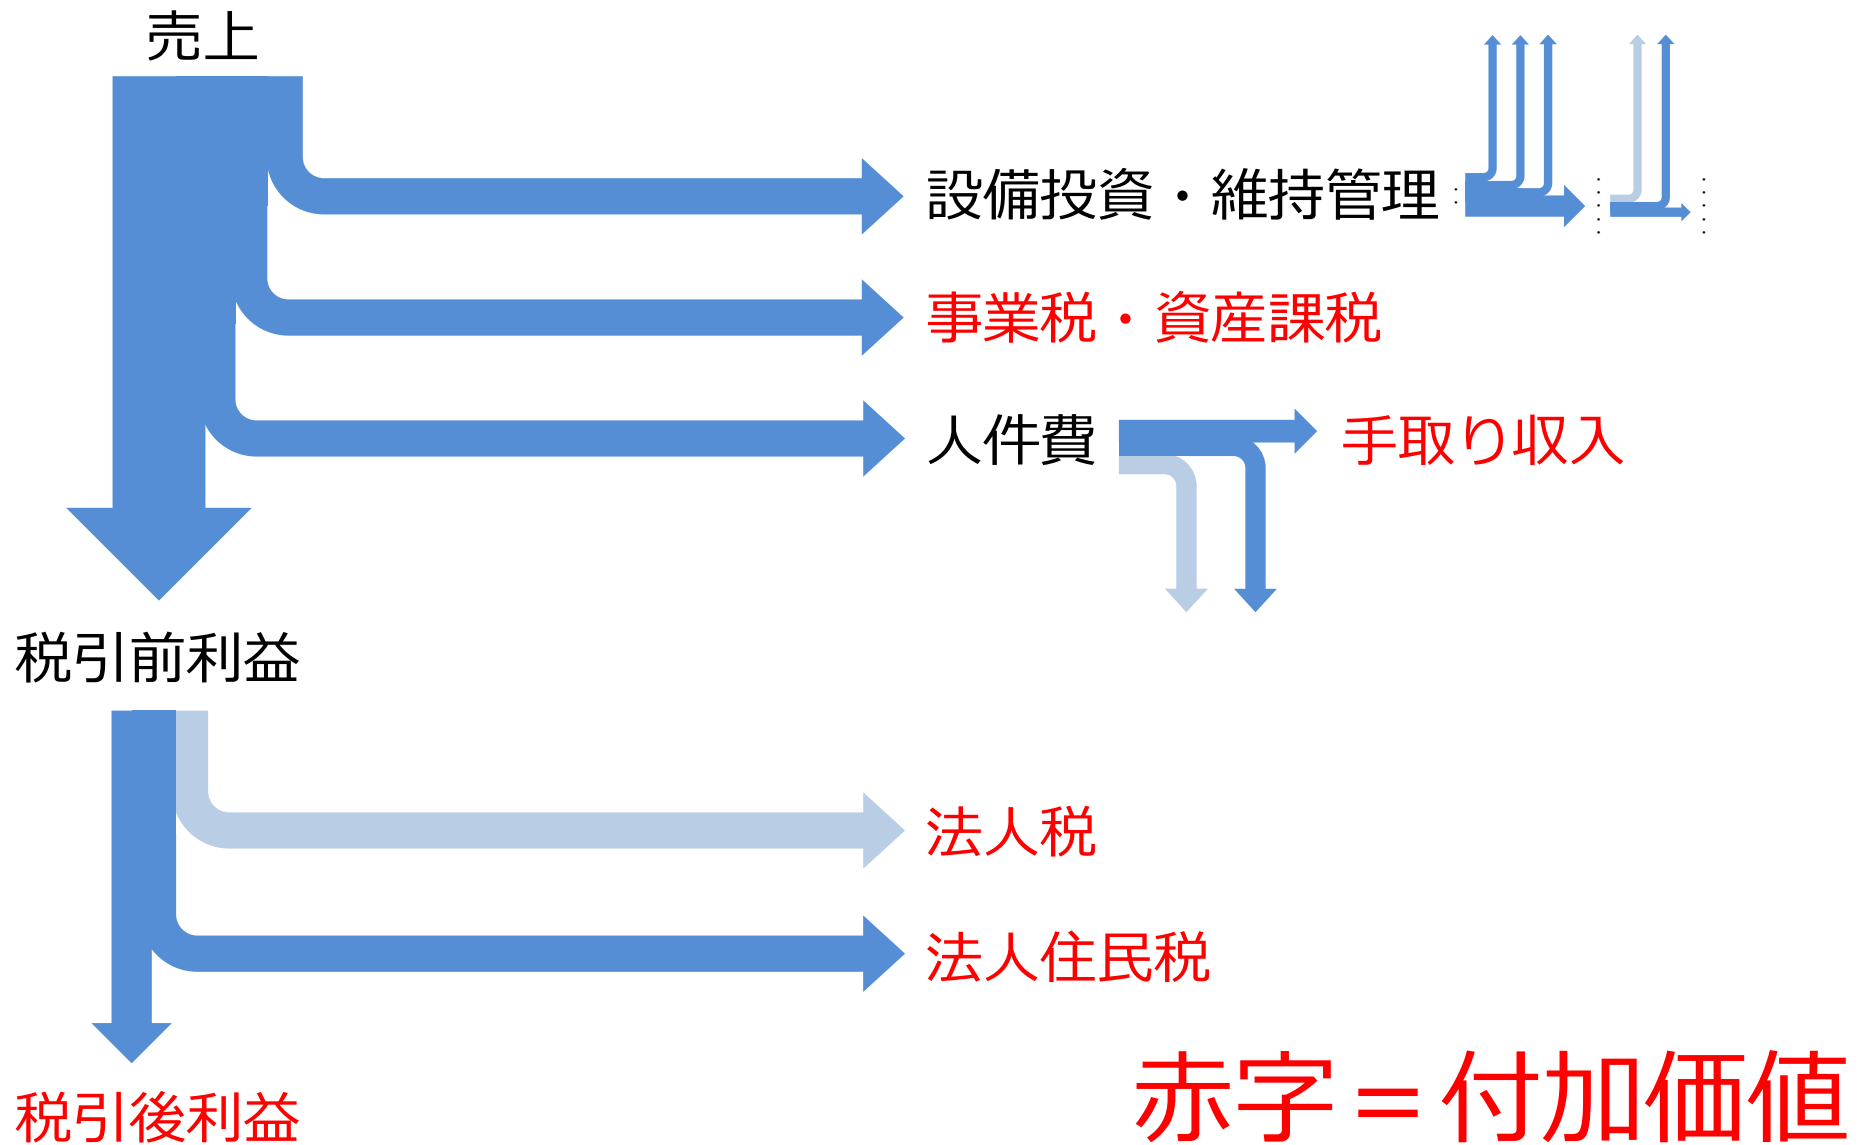 売上
設備投資・維持管理
事業税・資産課税
人件費
手取り収入
税引前利益
法人税
法人住民税
税引後利益
赤字＝付加価値